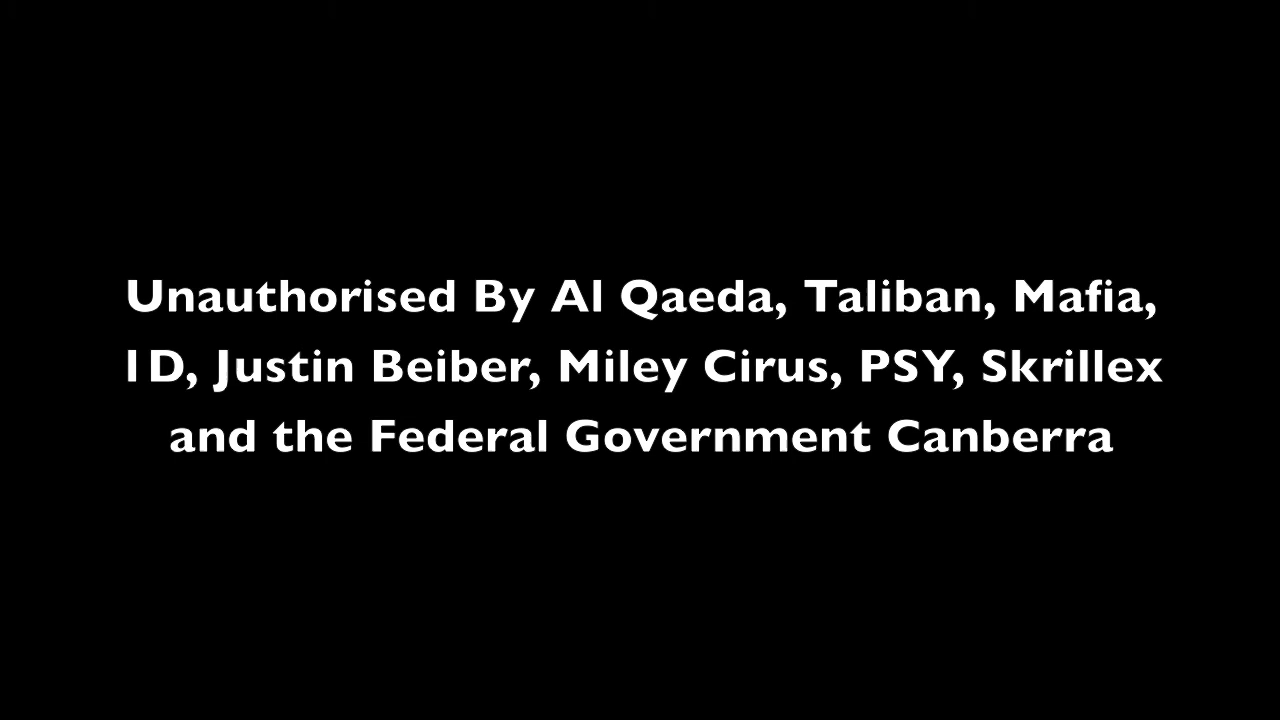 Unauthorised By Al Qaeda, Taliban, Mafia,
1D, Justin Beiber, Miley Cirus, PSY, Skrillex
and the Federal Government Canberra